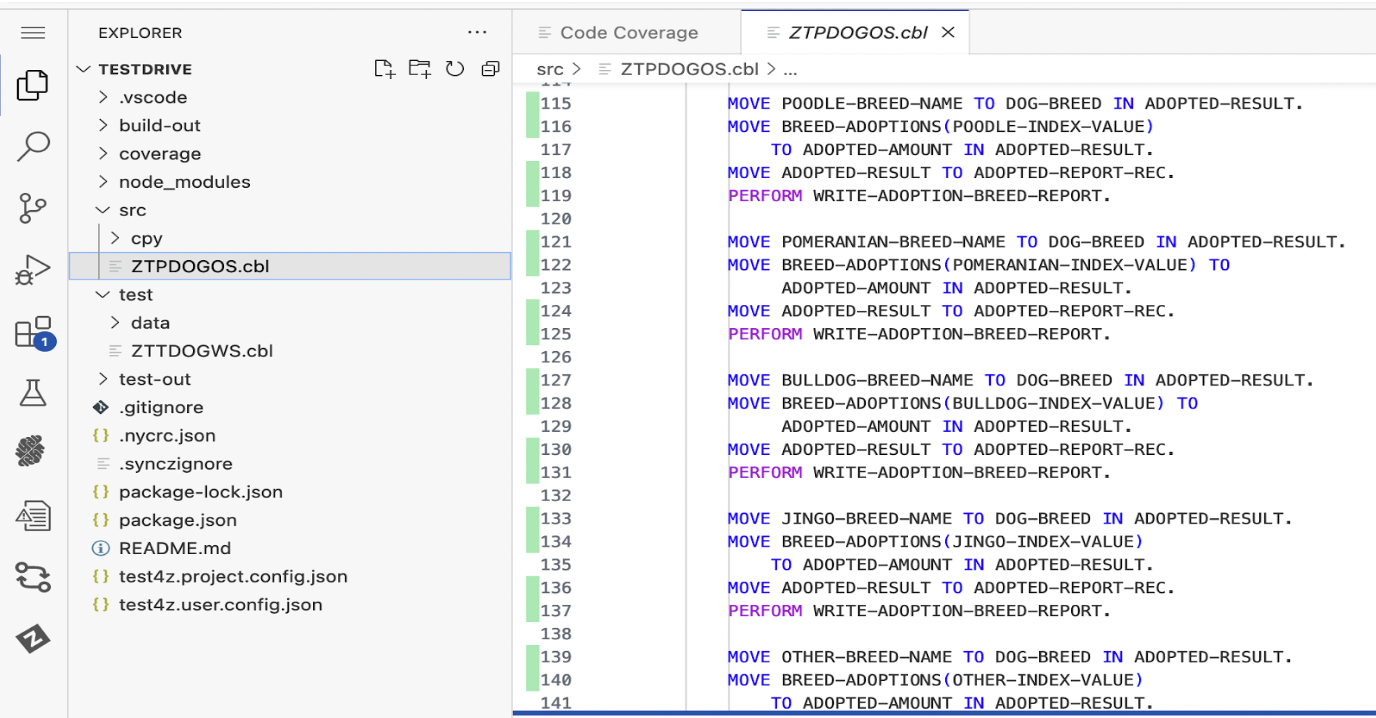 EXPLORER
TESTDRIVE
.vscode
build-out
coverage
node_modules
src
cpy
ZTPDOGOS.cbl
test
data
ZTTDOGWS.cbl
test-out
.gitignore
.nycrc.json
.synczignore
package-lock.json
package.json
README.md
test4z.project.config.json
test4z.user.config.json
1
Code Coverage
ZTPDOGOS.cbl
src > ZTPDOGOS.cbl > ...
115 MOVE POODLE-BREED-NAME TO DOG-BREED IN ADOPTED-RESULT.
116 MOVE BREED-ADOPTIONS(POODLE-INDEX-VALUE)
117 TO ADOPTED-AMOUNT IN ADOPTED-RESULT.
118 MOVE ADOPTED-RESULT TO ADOPTED-REPORT-REC.
119 PERFORM WRITE-ADOPTION-BREED-REPORT.
120
121 MOVE POMERANIAN-BREED-NAME TO DOG-BREED IN ADOPTED-RESULT.
122 MOVE BREED-ADOPTIONS(POMERANIAN-INDEX-VALUE) TO
123 ADOPTED-AMOUNT IN ADOPTED-RESULT.
124 MOVE ADOPTED-RESULT TO ADOPTED-REPORT-REC.
125 PERFORM WRITE-ADOPTION-BREED-REPORT.
126
127 MOVE BULLDOG-BREED-NAME TO DOG-BREED IN ADOPTED-RESULT.
128 MOVE BREED-ADOPTIONS(BULLDOG-INDEX-VALUE) TO
129 ADOPTED-AMOUNT IN ADOPTED-RESULT.
130 MOVE ADOPTED-RESULT TO ADOPTED-REPORT-REC.
131 PERFORM WRITE-ADOPTION-BREED-REPORT.
132
133 MOVE JINGO-BREED-NAME TO DOG-BREED IN ADOPTED-RESULT.
134 MOVE BREED-ADOPTIONS(JINGO-INDEX-VALUE)
135 TO ADOPTED-AMOUNT IN ADOPTED-RESULT.
136 MOVE ADOPTED-RESULT TO ADOPTED-REPORT-REC.
137 PERFORM WRITE-ADOPTION-BREED-REPORT.
138
139 MOVE OTHER-BREED-NAME TO DOG-BREED IN ADOPTED-RESULT.
140 MOVE BREED-ADOPTIONS(OTHER-INDEX-VALUE)
141 TO ADOPTED-AMOUNT IN ADOPTED-RESULT.